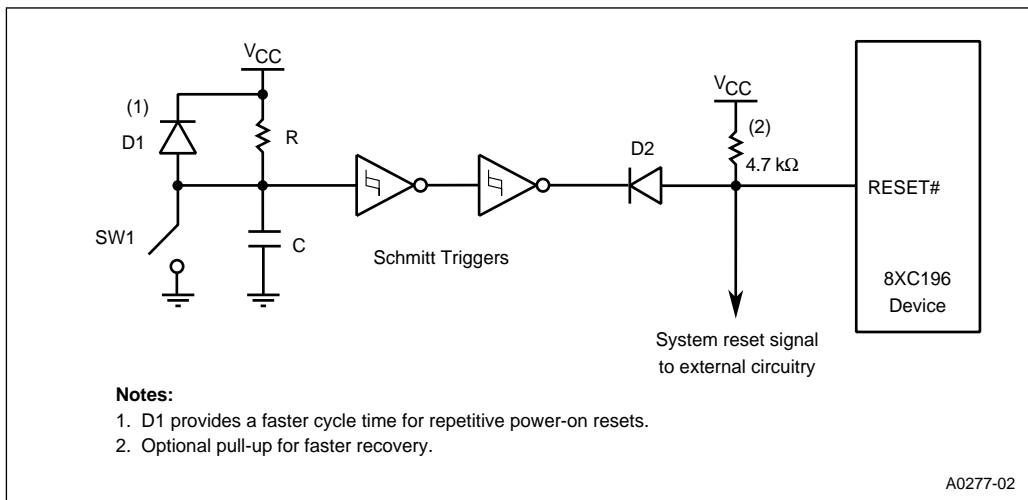 VCC
(1)
D1
R
SW1
C
Schmitt Triggers
D2
VCC
(2)
4.7 kΩ
RESET#
8XC196
Device
System reset signal
to external circuitry
Notes:
1. D1 provides a faster cycle time for repetitive power-on resets.
2. Optional pull-up for faster recovery.
A0277-02